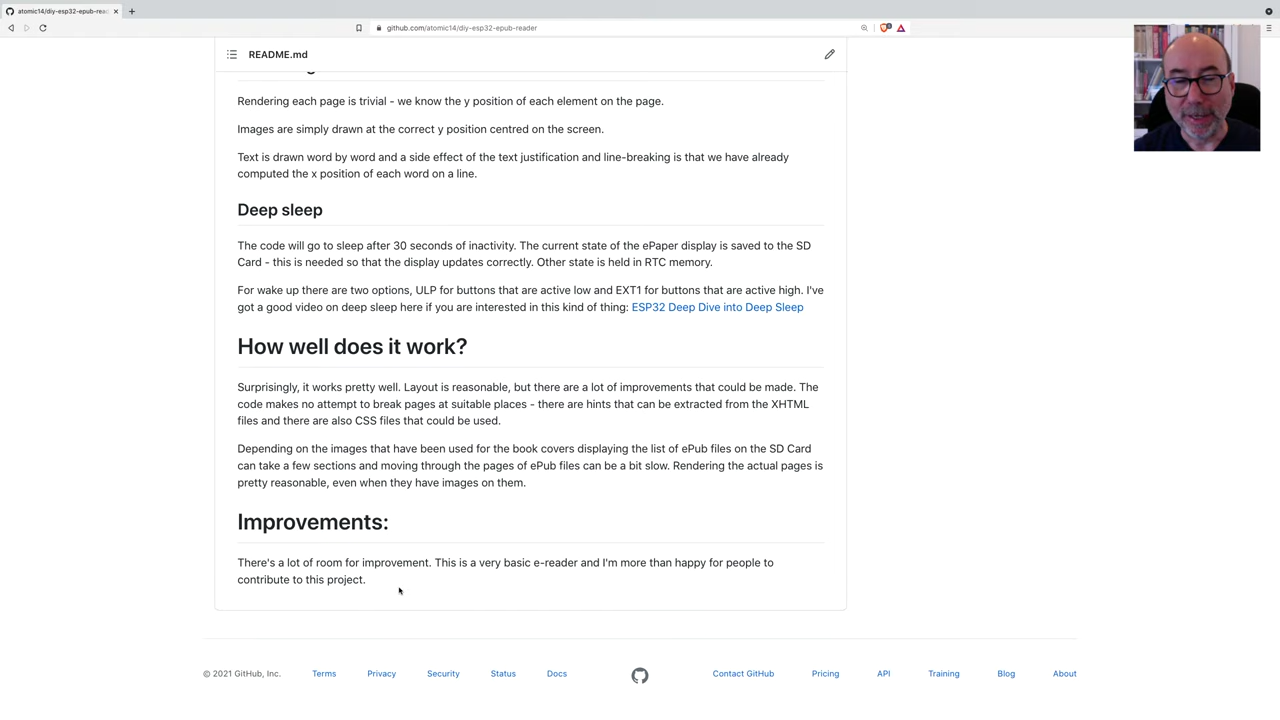 atomic14/diy-esp32-epub-read
github.com/atomic14/diy-esp32-epub-reader
README.md
Rendering each page is trivial - we know the y position of each element on the page.
Images are simply drawn at the correct y position centred on the screen.
Text is drawn word by word and a side effect of the text justification and line-breaking is that we have already
computed the x position of each word on a line.
Deep sleep
The code will go to sleep after 30 seconds of inactivity. The current state of the ePaper display is saved to the SD
Card - this is needed so that the display updates correctly. Other state is held in RTC memory.
For wake up there are two options, ULP for buttons that are active low and EXT1 for buttons that are active high. I've
got a good video on deep sleep here if you are interested in this kind of thing: ESP32 Deep Dive into Deep Sleep
How well does it work?
Surprisingly, it works pretty well. Layout is reasonable, but there are a lot of improvements that could be made. The
code makes no attempt to break pages at suitable places - there are hints that can be extracted from the XHTML
files and there are also CSS files that could be used.
Depending on the images that have been used for the book covers displaying the list of ePub files on the SD Card
can take a few sections and moving through the pages of ePub files can be a bit slow. Rendering the actual pages is
pretty reasonable, even when they have images on them.
Improvements:
There's a lot of room for improvement. This is a very basic e-reader and I'm more than happy for people to
contribute to this project.
© 2021 GitHub, Inc. Terms Privacy Security Status Docs Contact GitHub Pricing API Training Blog About